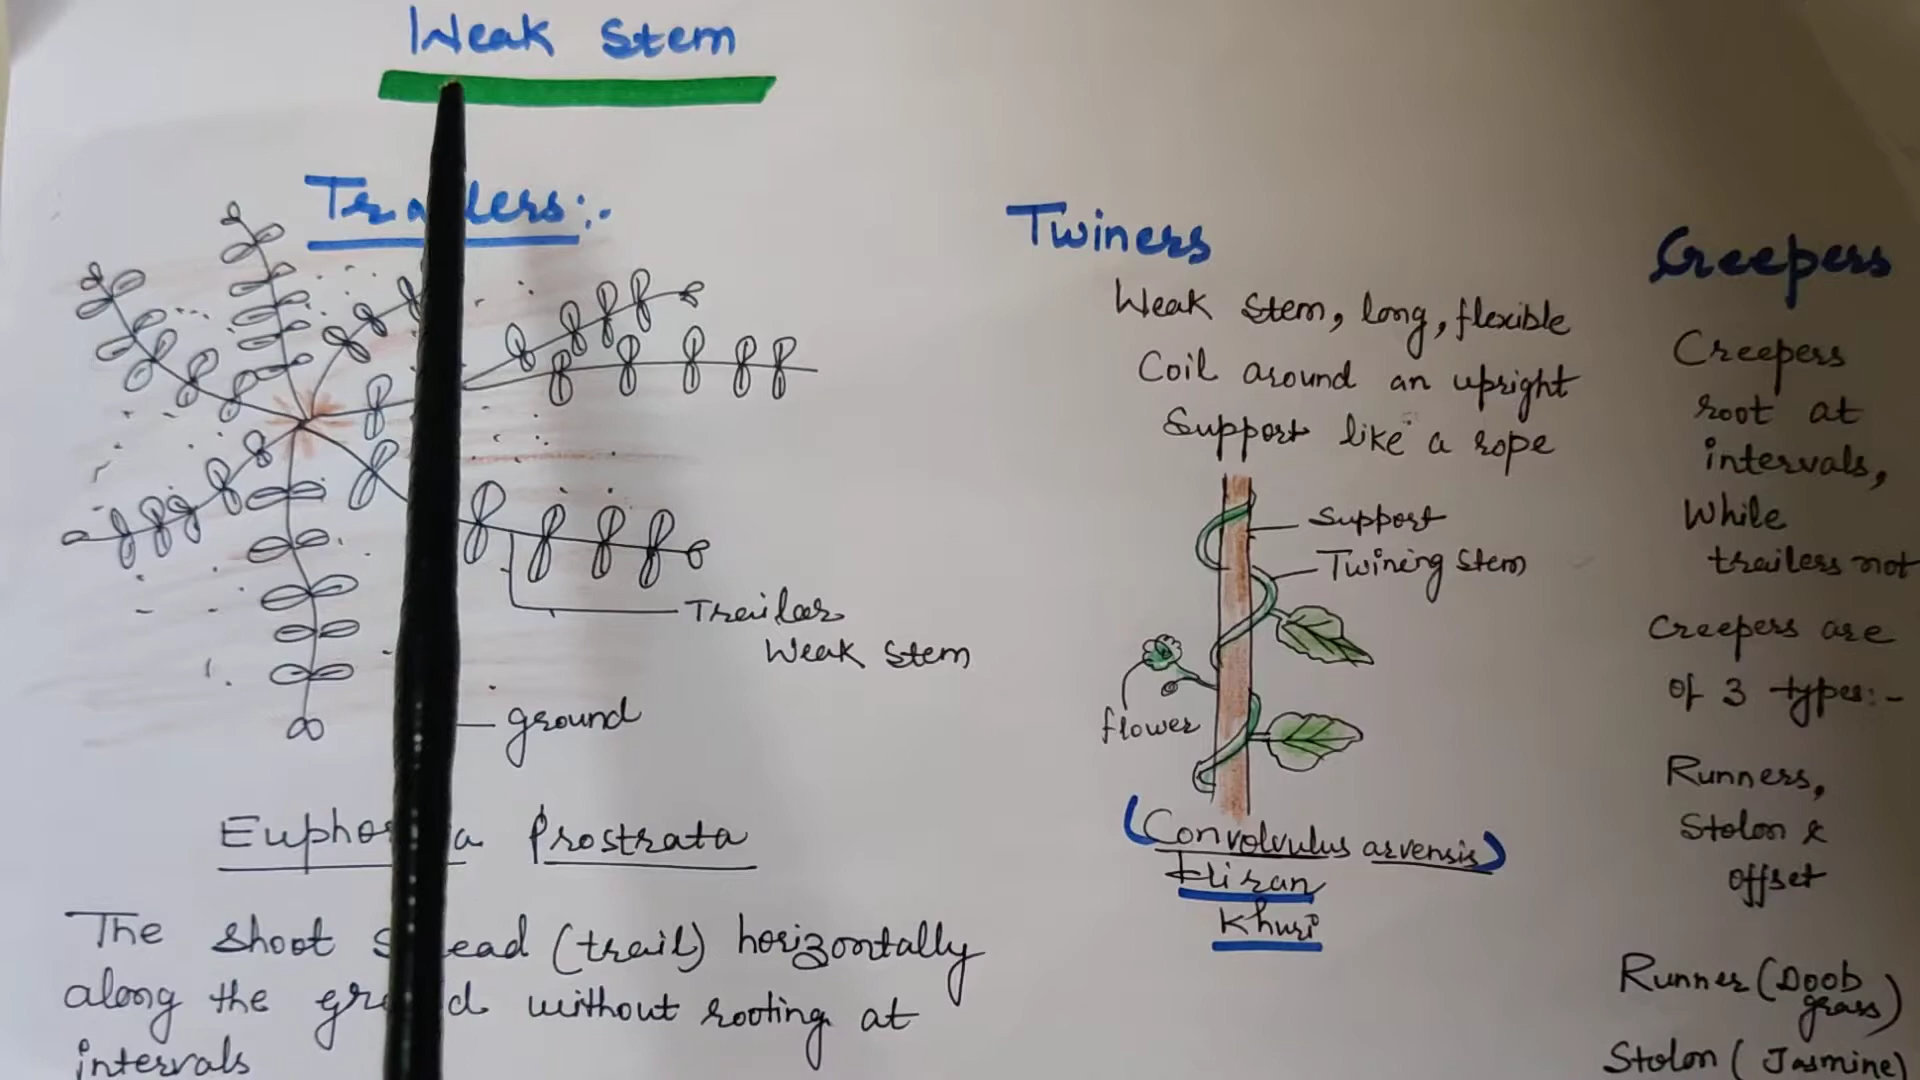 Weak Stem
Trailers:-
Trailer
Weak Stem
ground
Prostrata
The shoot (trail) horizontally
along the without rooting at
intervals
Twiners
Weak Stem, long, flexible
Coil around an upright
Support like a rope
Support
Twining Stem
flower
(Convolvulus arvensis)
Hiran
Khuri
Creepers
Creepers
root at
intervals,
While
trailers not
Creepers are
of 3 types:-
Runners,
Stolon &
offset
Runner (Doob
grass)
Stolon (Jasmine)